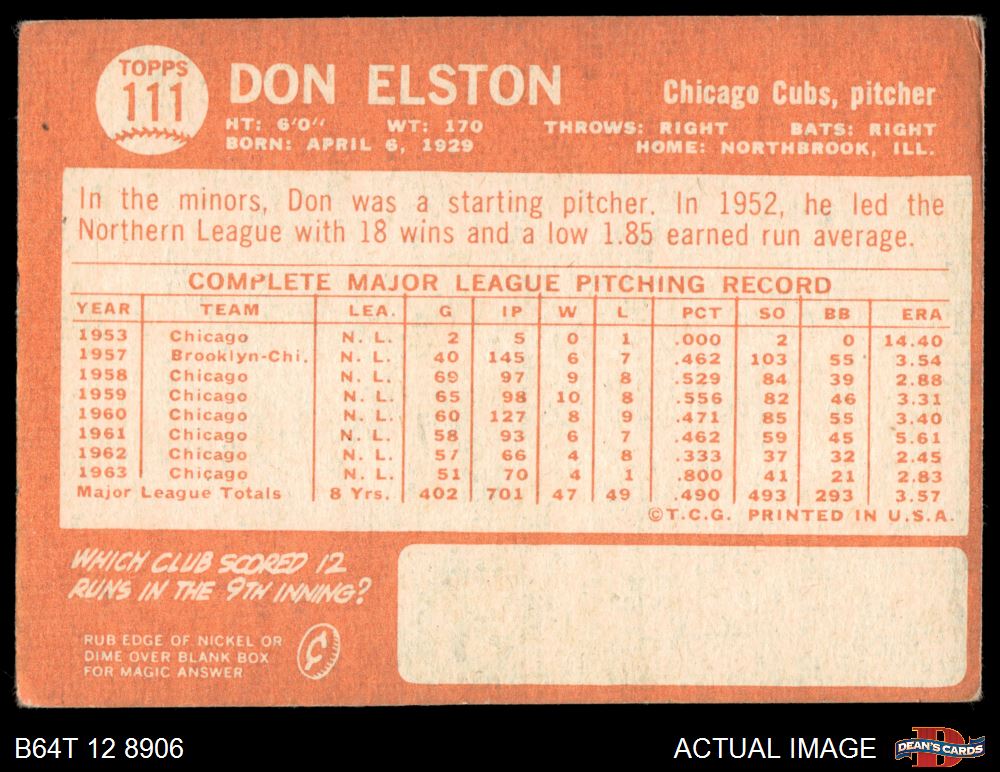 TOPPS
111
DON ELSTON
Chicago Cubs, pitcher
HT: 6'0" WT: 170 THROWS: RIGHT BATS: RIGHT
BORN: APRIL 6, 1929 HOME: NORTHBROOK, ILL.
In the minors, Don was a starting pitcher. In 1952, he led the
Northern League with 18 wins and a low 1.85 earned run average.
COMPLETE MAJOR LEAGUE PITCHING RECORD
YEAR TEAM LEA. G IP W L PCT SO BB ERA
1953 Chicago N. L. 2 5 0 1 .000 2 0 14.40
1957 Brooklyn-Chi. N. L. 40 145 6 7 .462 103 55 3.54
1958 Chicago N. L. 69 97 9 8 .529 84 39 2.88
1959 Chicago N. L. 65 98 10 8 .556 82 46 3.31
1960 Chicago N. L. 60 127 8 9 .471 85 55 3.40
1961 Chicago N. L. 58 93 6 7 .462 59 45 5.61
1962 Chicago N. L. 57 66 4 8 .333 37 32 2.45
1963 Chicago N. L. 51 70 4 1 .800 41 21 2.83
Major League Totals 8 Yrs. 402 701 47 49 .490 493 293 3.57
©T.C.G. PRINTED IN U.S.A.
WHICH CLUB SCORED 12
RUNS IN THE 9TH INNING?
RUB EDGE OF NICKEL OR
DIME OVER BLANK BOX
FOR MAGIC ANSWER
¢
B64T 12 8906
ACTUAL IMAGE
D
DEAN'S CARDS